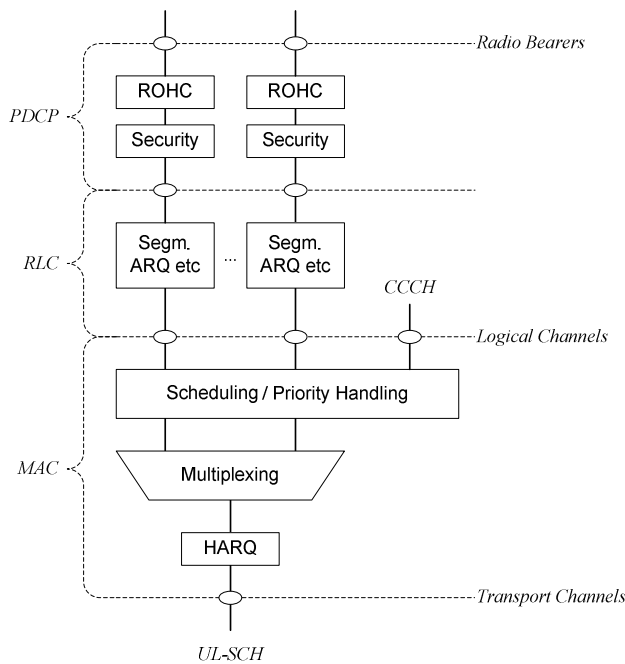 Radio Bearers
ROHC ROHC
PDCP
Security Security
Segm. ARQ etc ... Segm. ARQ etc
RLC
CCCH
Logical Channels
Scheduling / Priority Handling
MAC
Multiplexing
HARQ
Transport Channels
UL-SCH